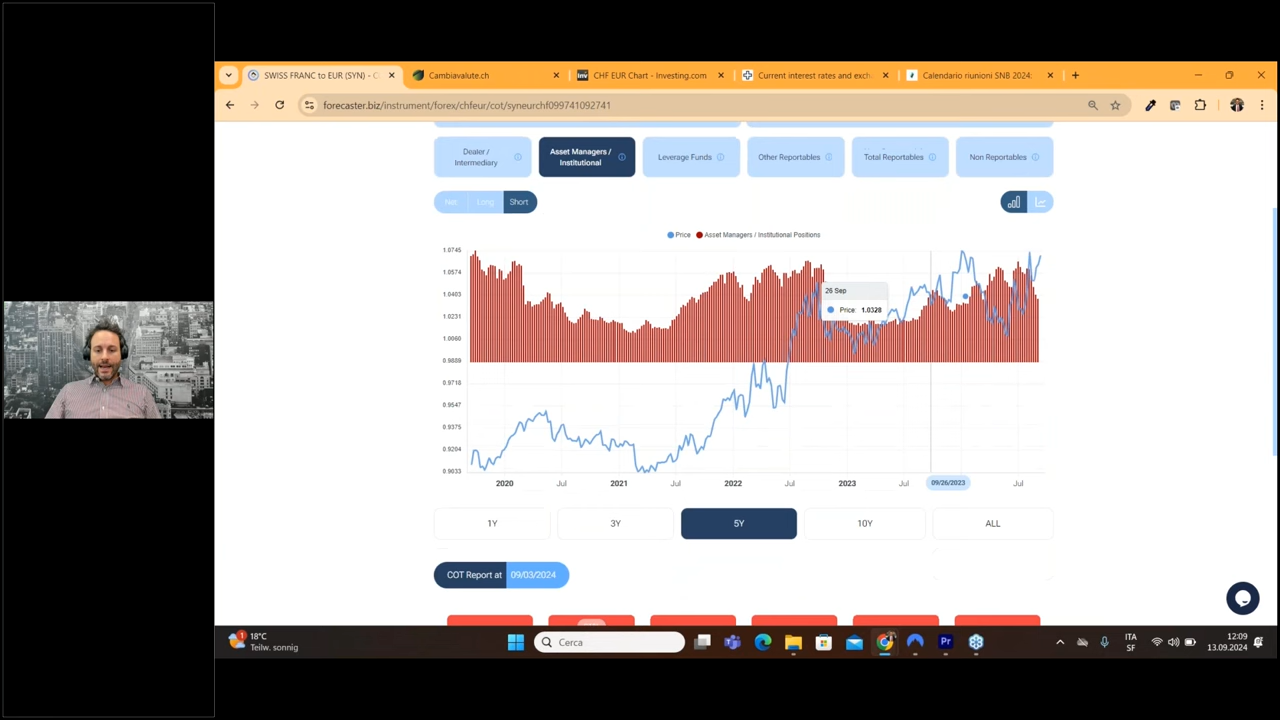 SWISS FRANC to EUR (SYN) - C
Cambiavalute.ch
CHF EUR Chart - Investing.com
Current interest rates and exch
Calendario riunioni SNB 2024:
forecaster.biz/instrument/forex/chfeur/cot/syneurchf099741092741
Dealer /
Intermediary
Asset Managers /
Institutional
Leverage Funds
Other Reportables
Total Reportables
Non Reportables
Net
Long
Short
Price
Asset Managers / Institutional Positions
1.0745
1.0574
1.0403
1.0231
1.0060
0.9889
0.9718
0.9547
0.9375
0.9204
0.9033
26 Sep
Price: 1.0328
2020
Jul
2021
Jul
2022
Jul
2023
Jul
09/26/2023
Jul
1Y
3Y
5Y
10Y
ALL
COT Report at
09/03/2024
1
18°C
Teilw. sonnig
Cerca
Pr
ITA
SF
12:09
13.09.2024